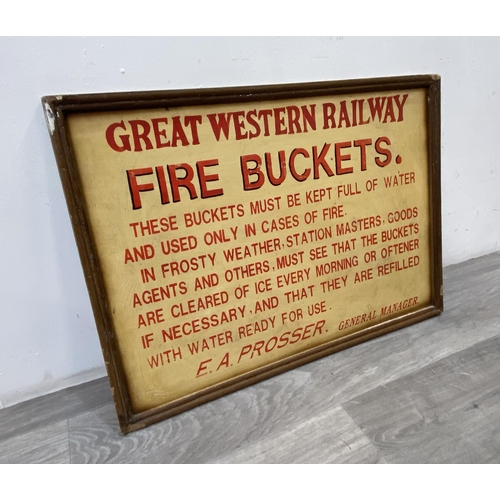 GREAT WESTERN RAILWAY
FIRE BUCKETS.
THESE BUCKETS MUST BE KEPT FULL OF WATER
AND USED ONLY IN CASES OF FIRE.
IN FROSTY WEATHER, STATION MASTERS, GOODS
AGENTS AND OTHERS, MUST SEE THAT THE BUCKETS
ARE CLEARED OF ICE EVERY MORNING OR OFTENER
IF NECESSARY, AND THAT THEY ARE REFILLED
WITH WATER READY FOR USE.
E. A. PROSSER. GENERAL MANAGER.